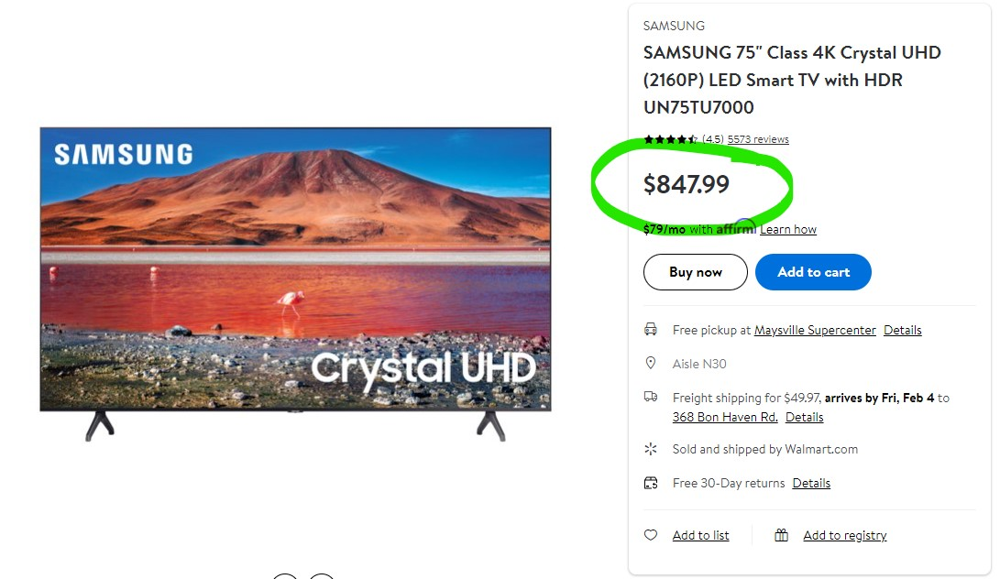 SAMSUNG
Crystal UHD
SAMSUNG
SAMSUNG 75" Class 4K Crystal UHD
(2160P) LED Smart TV with HDR
UN75TU7000
(4.5) 5573 reviews
$847.99
$79/mo with affirm Learn how
Buy now
Add to cart
Free pickup at Maysville Supercenter Details
Aisle N30
Freight shipping for $49.97, arrives by Fri, Feb 4 to
368 Bon Haven Rd. Details
Sold and shipped by Walmart.com
Free 30-Day returns Details
Add to list
Add to registry